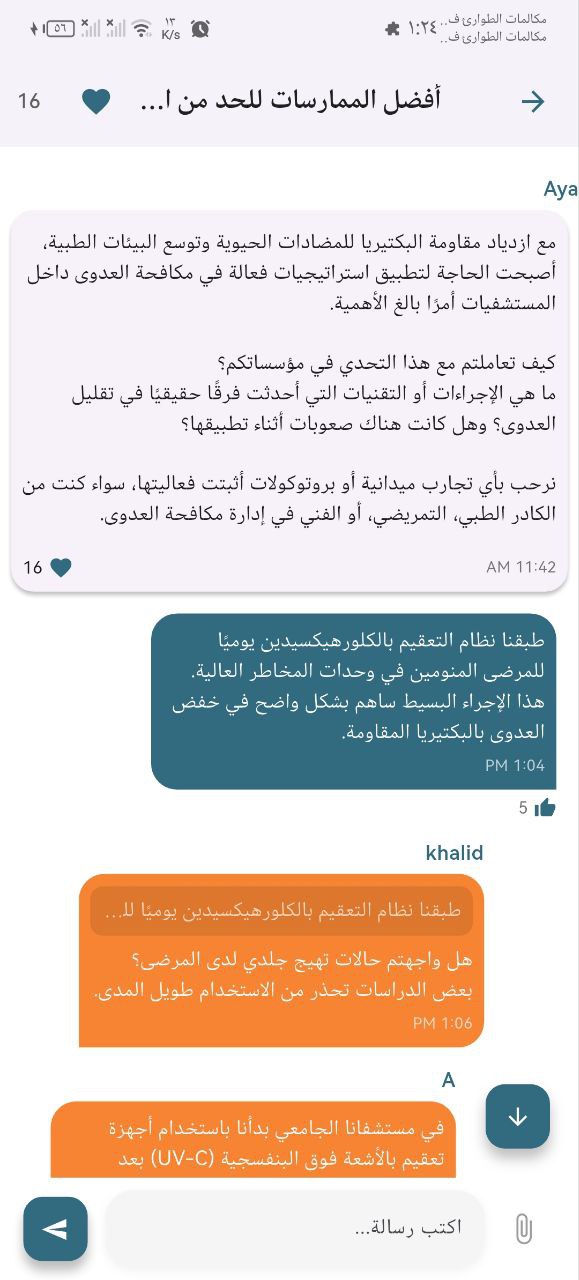 مكالمات الطوارئ ف..
مكالمات الطوارئ ف..
١:٢٤
١٣
K/s
٥٦
أفضل الممارسات للحد من ا...
16
Aya
مع ازدياد مقاومة البكتيريا للمضادات الحيوية وتوسع البيئات الطبية،
أصبحت الحاجة لتطبيق استراتيجيات فعالة في مكافحة العدوى داخل
المستشفيات أمرًا بالغ الأهمية.
كيف تعاملتم مع هذا التحدي في مؤسساتكم؟
ما هي الإجراءات أو التقنيات التي أحدثت فرقًا حقيقيًا في تقليل
العدوى؟ وهل كانت هناك صعوبات أثناء تطبيقها؟
نرحب بأي تجارب ميدانية أو بروتوكولات أثبتت فعاليتها، سواء كنت من
الكادر الطبي، التمريضي، أو الفني في إدارة مكافحة العدوى.
11:42 AM
16
طبقنا نظام التعقيم بالكلورهيكسيدين يوميًا
للمرضى المنومين في وحدات المخاطر العالية.
هذا الإجراء البسيط ساهم بشكل واضح في خفض
العدوى بالبكتيريا المقاومة.
1:04 PM
5
khalid
طبقنا نظام التعقيم بالكلورهيكسيدين يوميًا لل...
هل واجهتم حالات تهيج جلدي لدى المرضى؟
بعض الدراسات تحذر من الاستخدام طويل المدى.
1:06 PM
A
في مستشفانا الجامعي بدأنا باستخدام أجهزة
تعقيم بالأشعة فوق البنفسجية (UV-C) بعد
اكتب رسالة...